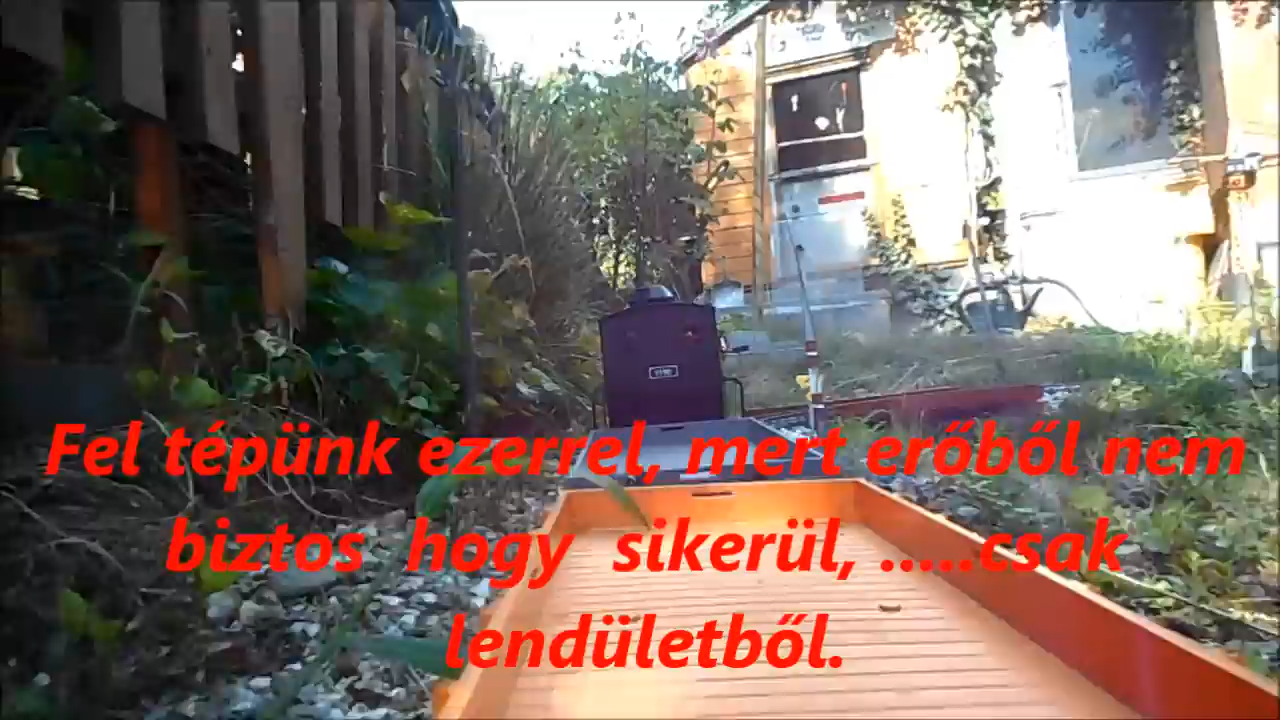 Fel tépünk ezerrel, mert erőből nem
biztos hogy sikerül, .....csak
lendületből.